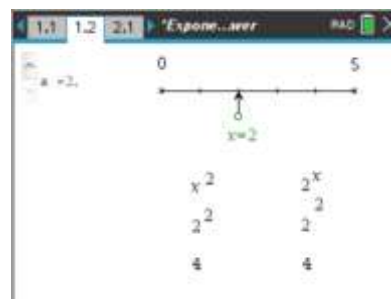 1.1 1.2 2.1 *Expone...wer RAD
a =2.
0 5
x=2
x^2 2^x
2^2 2^2
4 4